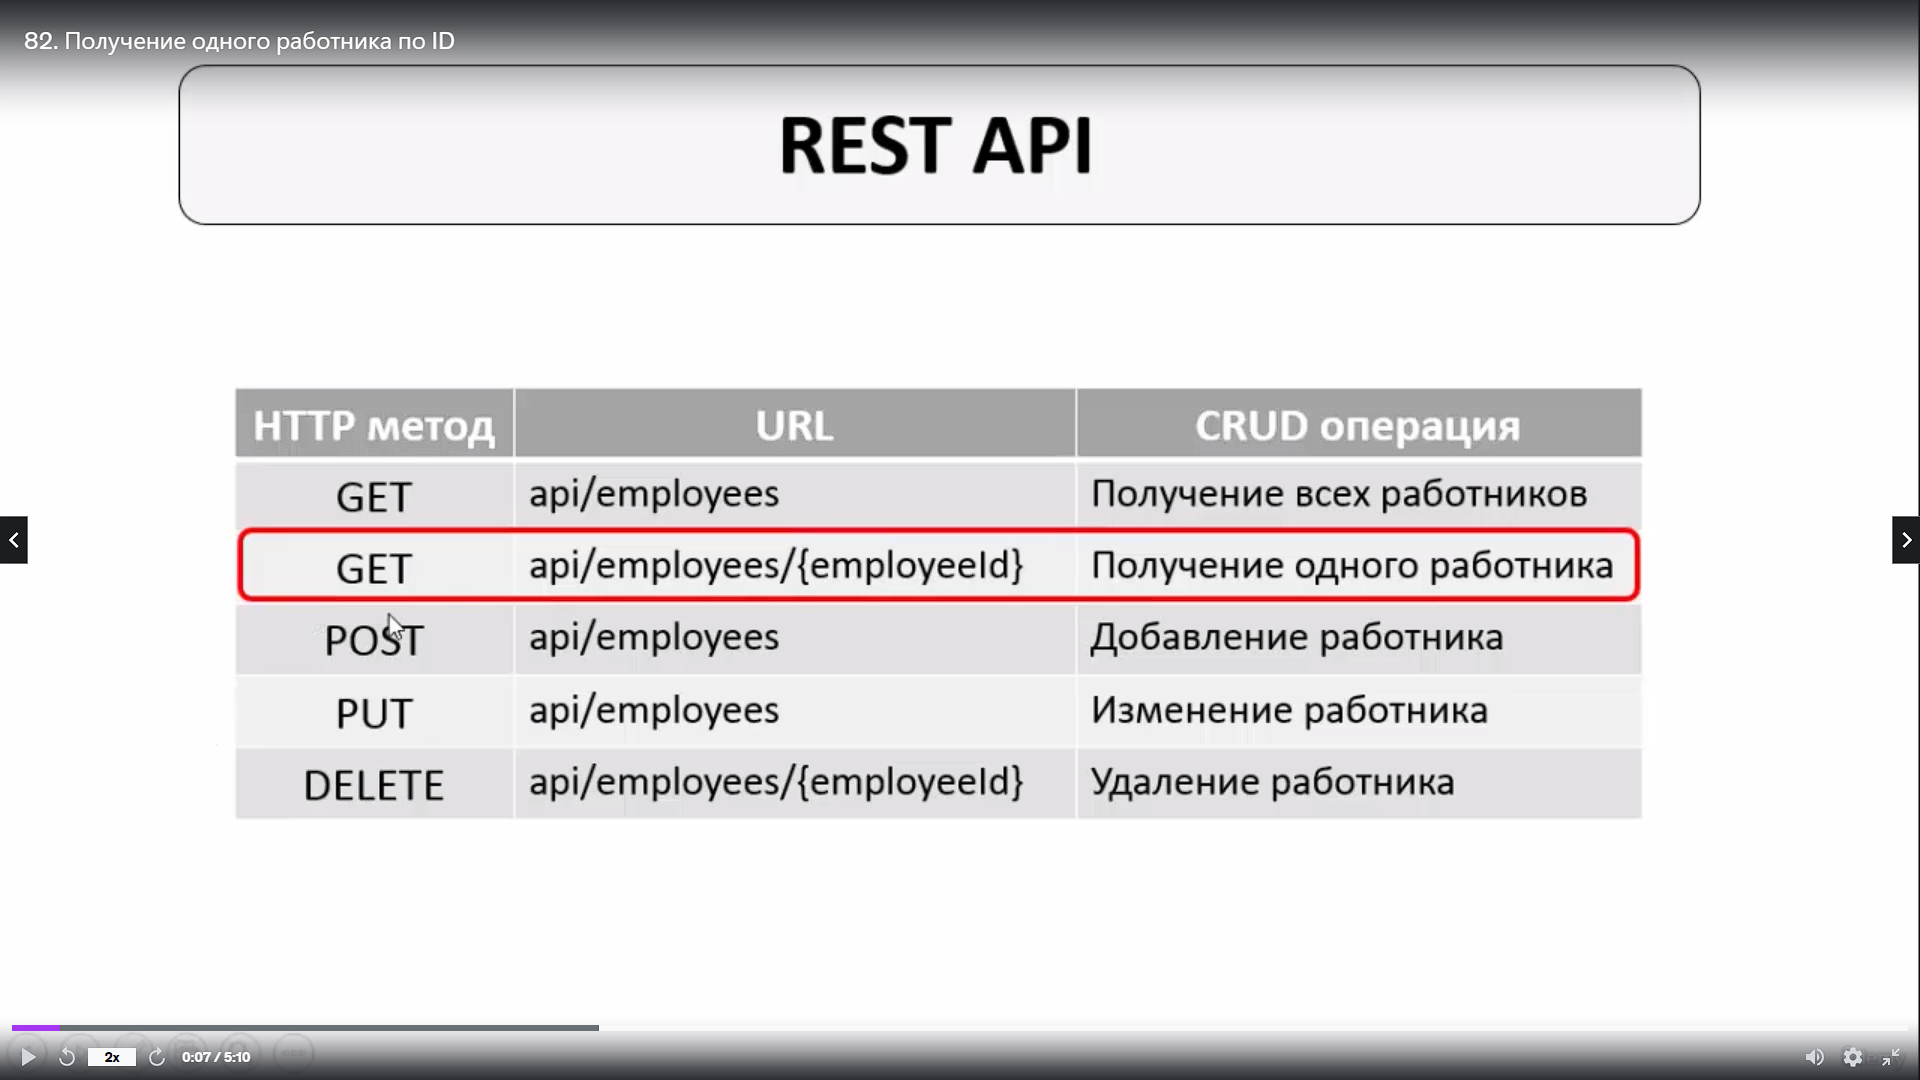 82. Получение одного работника по ID
REST API
HTTP метод URL CRUD операция
GET api/employees Получение всех работников
GET api/employees/{employeeId} Получение одного работника
POST api/employees Добавление работника
PUT api/employees Изменение работника
DELETE api/employees/{employeeId} Удаление работника
2x 0:07 / 5:10